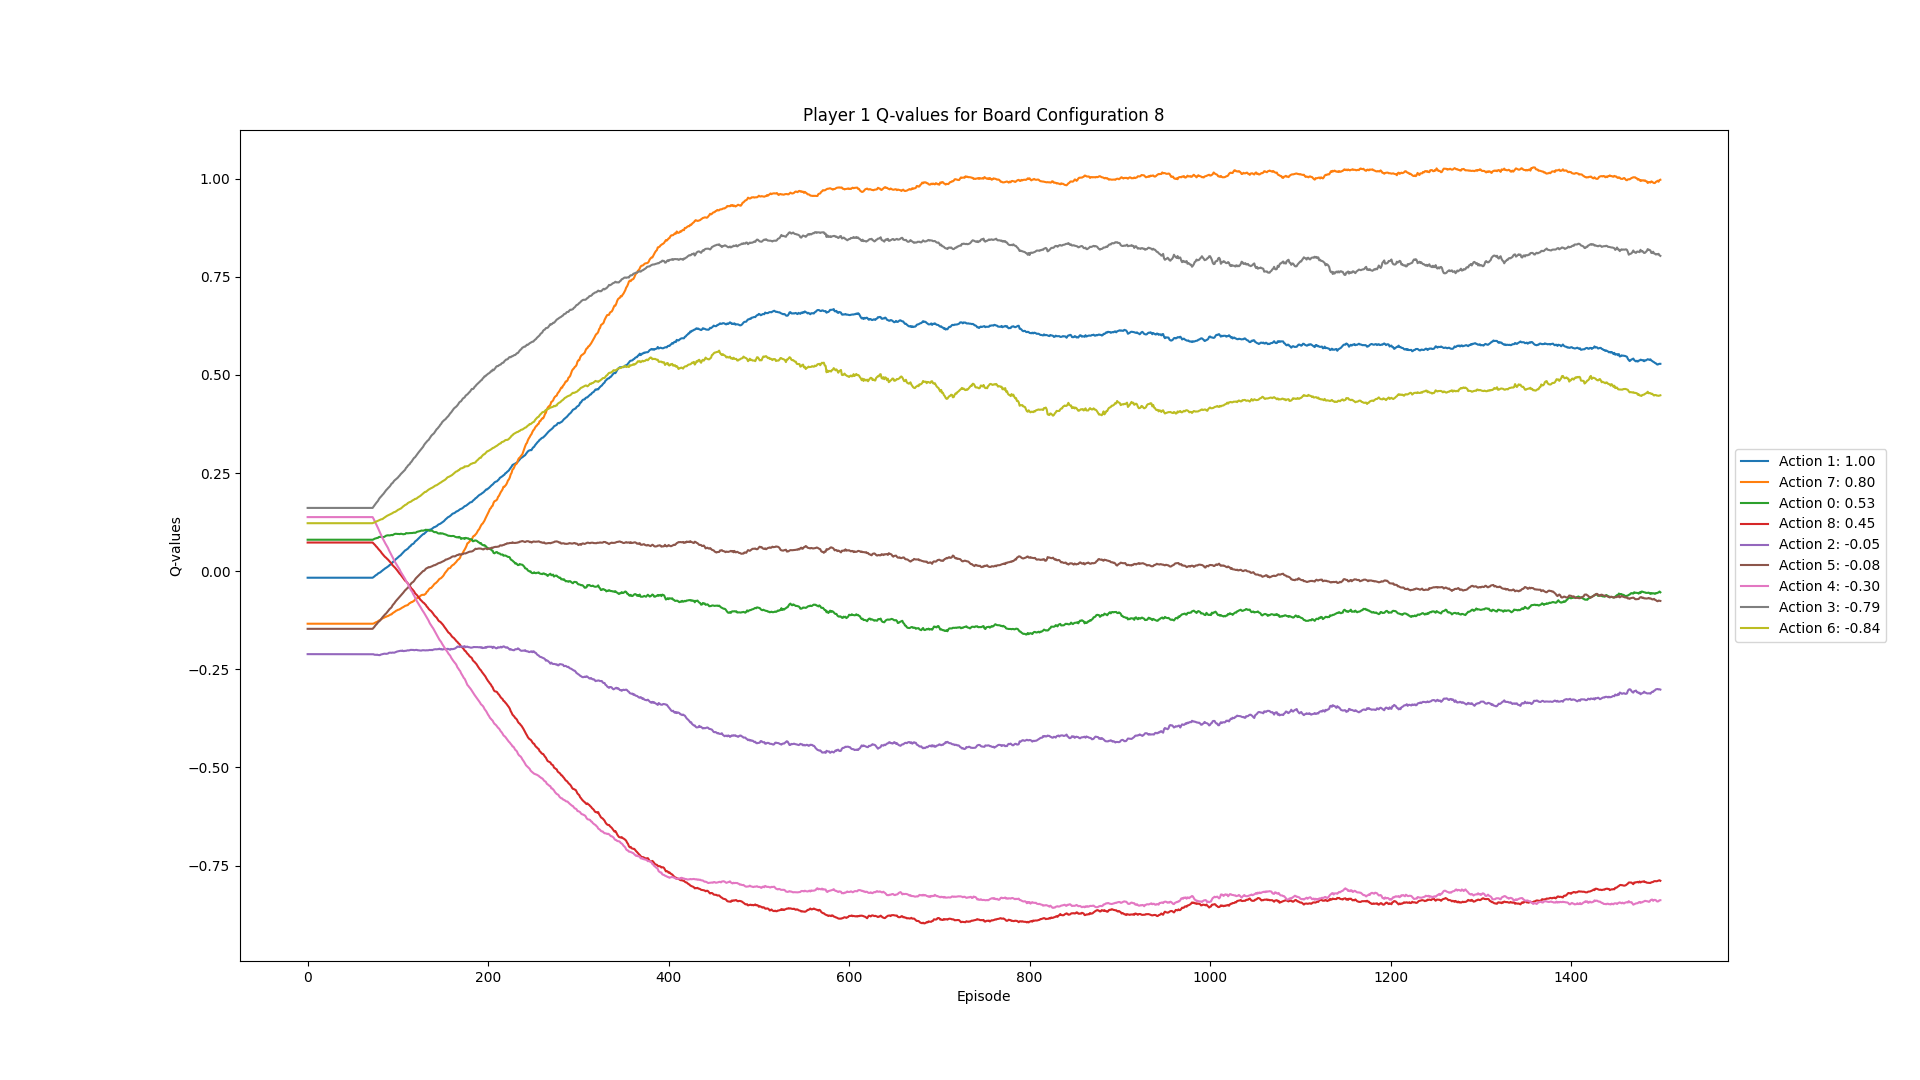 Player 1 Q-values for Board Configuration 8
1.00
0.75
0.50
0.25
0.00
−0.25
−0.50
−0.75
Q-values
0
200
400
600
800
1000
1200
1400
Episode
Action 1: 1.00
Action 7: 0.80
Action 0: 0.53
Action 8: 0.45
Action 2: -0.05
Action 5: -0.08
Action 4: -0.30
Action 3: -0.79
Action 6: -0.84